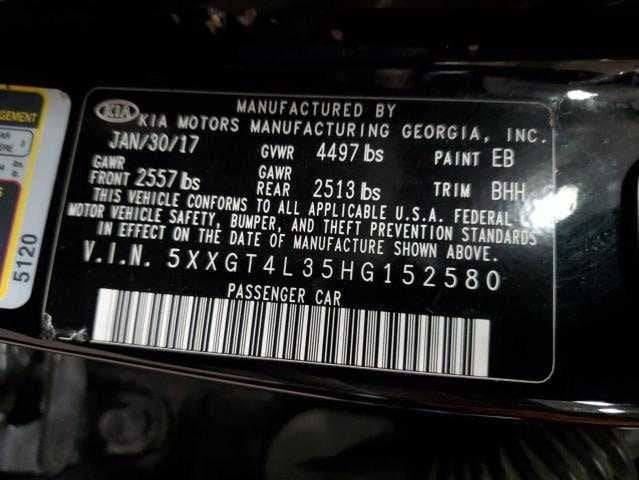 MANUFACTURED BY
KIA KIA MOTORS MANUFACTURING GEORGIA, INC.
JAN/30/17 GVWR 4497 lbs PAINT EB
GAWR FRONT 2557 lbs GAWR REAR 2513 lbs TRIM BHH
THIS VEHICLE CONFORMS TO ALL APPLICABLE U.S.A. FEDERAL
MOTOR VEHICLE SAFETY, BUMPER, AND THEFT PREVENTION STANDARDS
IN EFFECT ON THE DATE OF MANUFACTURE SHOWN ABOVE.
V.I.N. 5XXGT4L35HG152580
PASSENGER CAR
5120